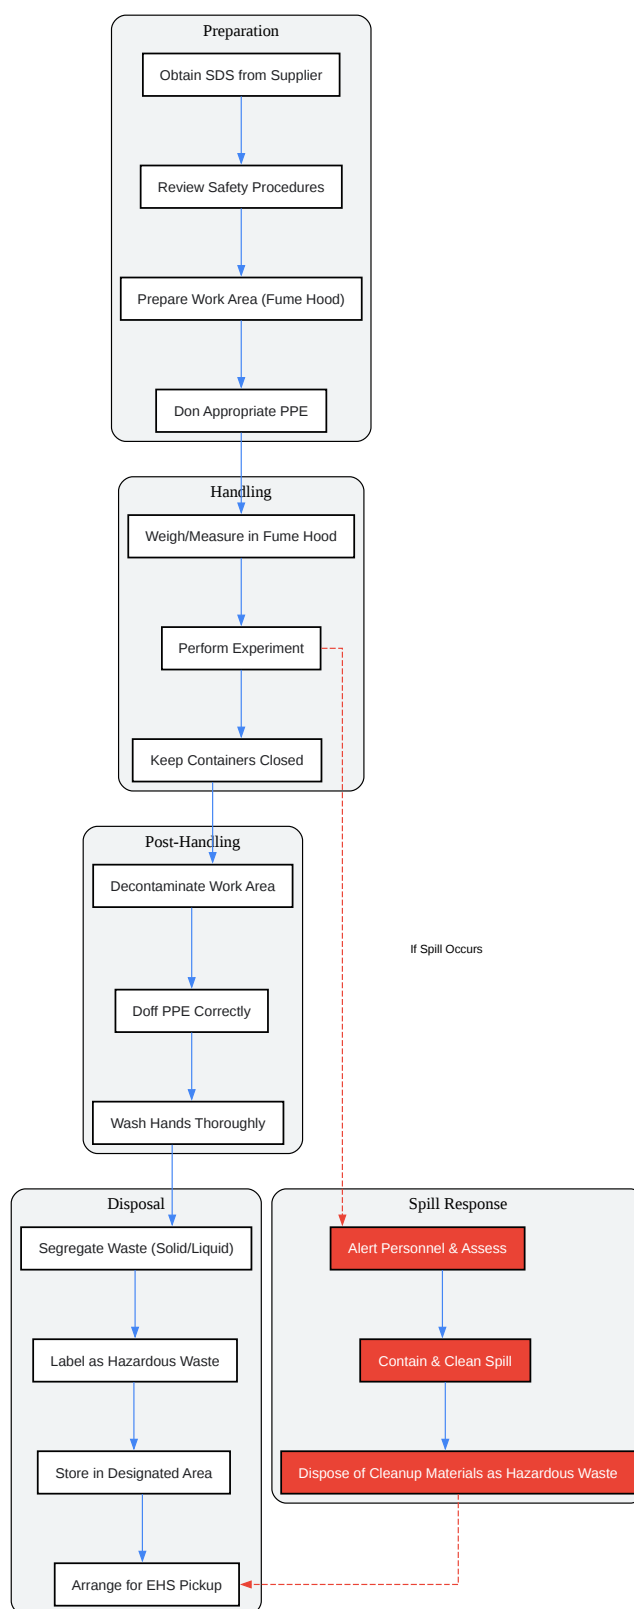 Preparation
Obtain SDS from Supplier
Review Safety Procedures
Prepare Work Area (Fume Hood)
Don Appropriate PPE
Handling
Weigh/Measure in Fume Hood
Perform Experiment
Keep Containers Closed
Post-Handling
Decontaminate Work Area
If Spill Occurs
Doff PPE Correctly
Wash Hands Thoroughly
Disposal
Segregate Waste (Solid/Liquid)
Label as Hazardous Waste
Store in Designated Area
Arrange for EHS Pickup
Spill Response
Alert Personnel & Assess
Contain & Clean Spill
Dispose of Cleanup Materials as Hazardous Waste